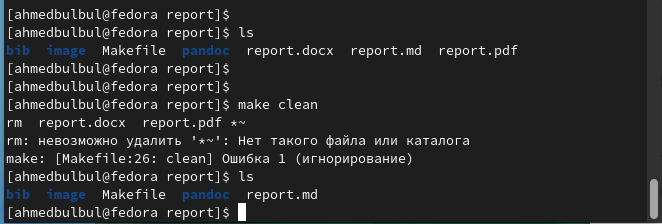 [ahmedbulbul@fedora report]$
[ahmedbulbul@fedora report]$ ls
bib  image  Makefile  pandoc  report.docx  report.md  report.pdf
[ahmedbulbul@fedora report]$
[ahmedbulbul@fedora report]$
[ahmedbulbul@fedora report]$ make clean
rm  report.docx  report.pdf *~
rm: невозможно удалить '*~': Нет такого файла или каталога
make: [Makefile:26: clean] Ошибка 1 (игнорирование)
[ahmedbulbul@fedora report]$ ls
bib  image  Makefile  pandoc  report.md
[ahmedbulbul@fedora report]$